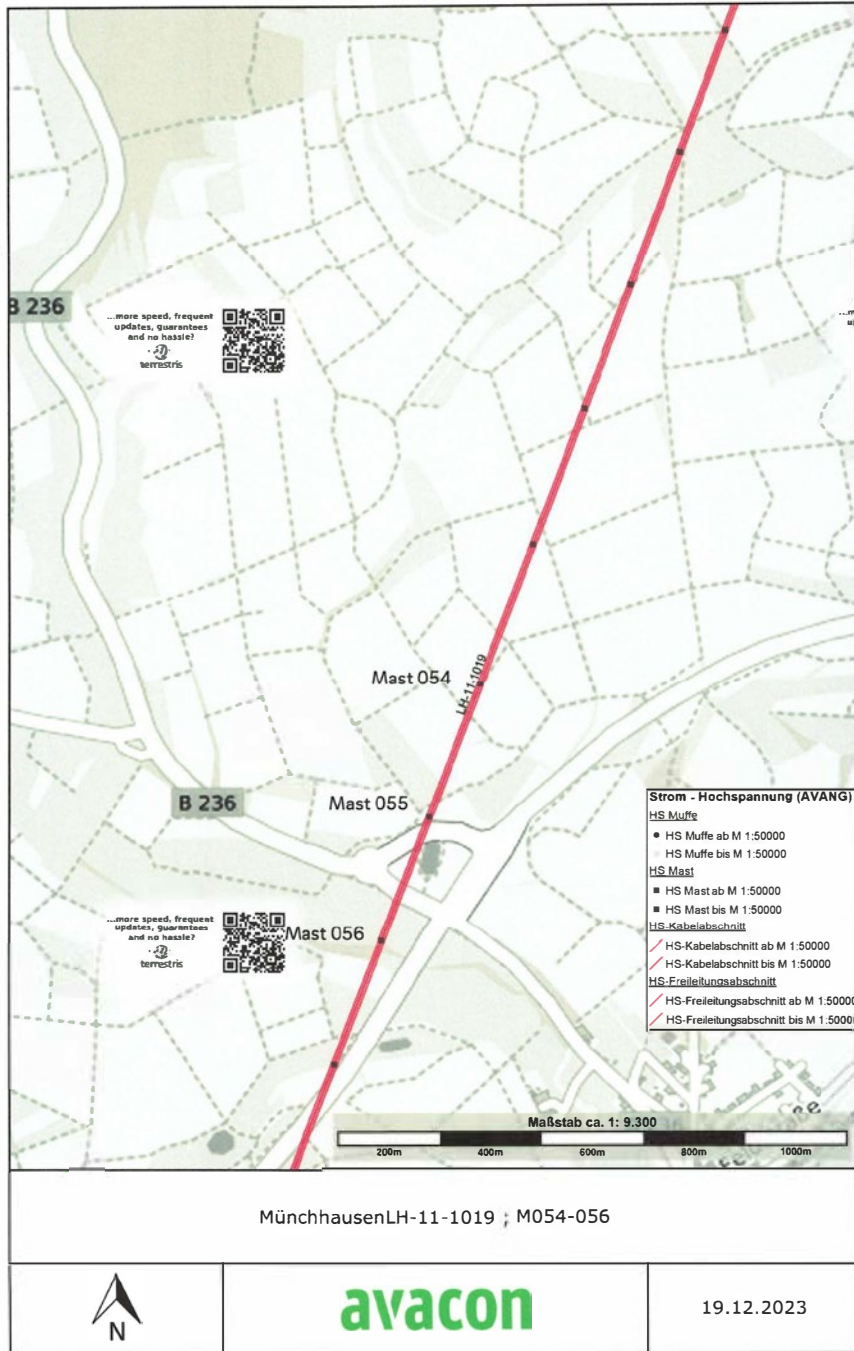 B 236
...more speed, frequent
updates, guarantees
and no hassle?
terrestris
Mast 054
LH-11-1019
Mast 055
B 236
Mast 056
...more speed, frequent
updates, guarantees
and no hassle?
terrestris
Strom - Hochspannung (AVANG)
HS Muffe
HS Muffe ab M 1:50000
HS Muffe bis M 1:50000
HS Mast
HS Mast ab M 1:50000
HS Mast bis M 1:50000
HS-Kabelabschnitt
HS-Kabelabschnitt ab M 1:50000
HS-Kabelabschnitt bis M 1:50000
HS-Freileitungsabschnitt
HS-Freileitungsabschnitt ab M 1:50000
HS-Freileitungsabschnitt bis M 1:5000
Maßstab ca. 1: 9.300
200m 400m 600m 800m 1000m
MünchhausenLH-11-1019 ; M054-056
N
avacon
19.12.2023